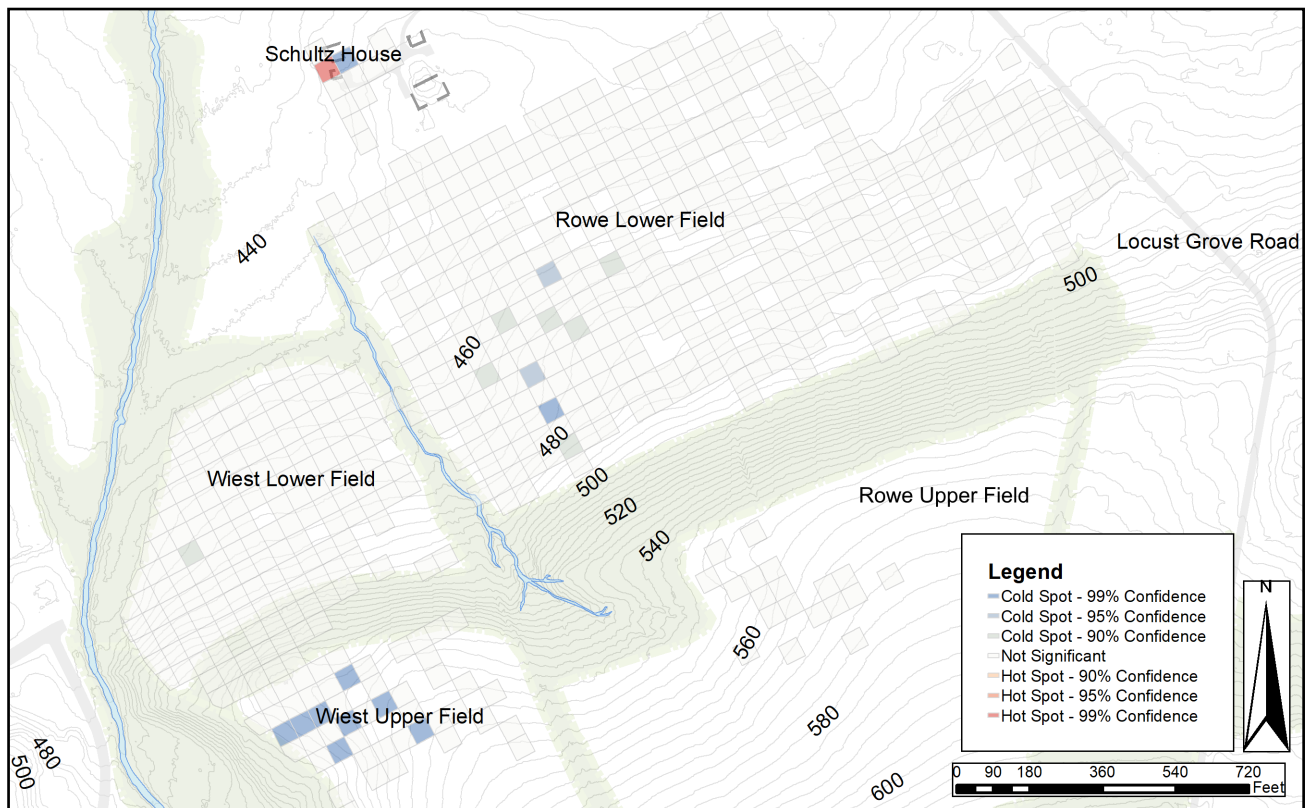 Schultz House
Rowe Lower Field
Locust Grove Road
440
500
460
480
Wiest Lower Field
500
520
Rowe Upper Field
540
560
Wiest Upper Field
580
480
500
600
Legend
Cold Spot - 99% Confidence
Cold Spot - 95% Confidence
Cold Spot - 90% Confidence
Not Significant
Hot Spot - 90% Confidence
Hot Spot - 95% Confidence
Hot Spot - 99% Confidence
N
0 90 180 360 540 720
Feet